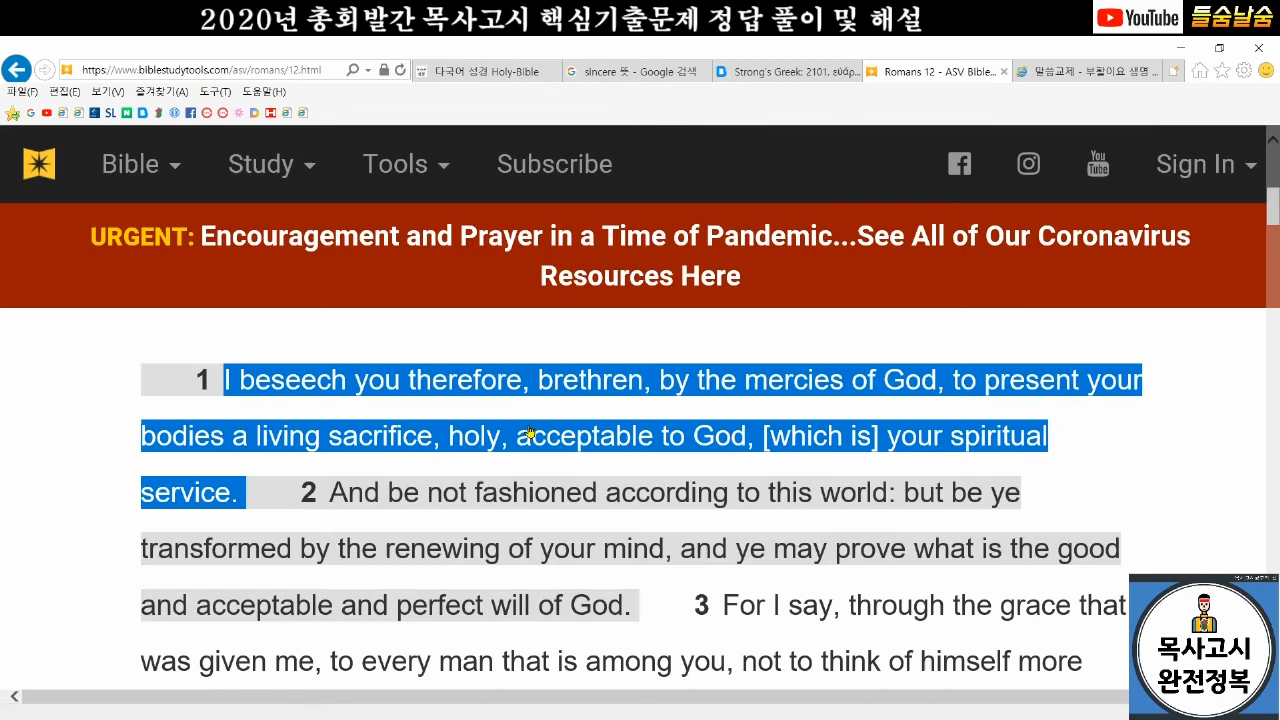 2020년 총회발간 목사고시 핵심기출문제 정답 풀이 및 해설
YouTube 들숨날숨
https://www.biblestudytools.com/asv/romans/12.html
다국어 성경 Holy-Bible
sincere 뜻 - Google 검색
Strong's Greek: 2101. εὐάρ...
Romans 12 - ASV Bible...
말씀교제 - 부활이요 생명 ...
파일(F) 편집(E) 보기(V) 즐겨찾기(A) 도구(T) 도움말(H)
Bible Study Tools Subscribe You Tube Sign In
URGENT: Encouragement and Prayer in a Time of Pandemic...See All of Our Coronavirus
Resources Here
1 I beseech you therefore, brethren, by the mercies of God, to present your
bodies a living sacrifice, holy, acceptable to God, [which is] your spiritual
service. 2 And be not fashioned according to this world: but be ye
transformed by the renewing of your mind, and ye may prove what is the good
and acceptable and perfect will of God. 3 For I say, through the grace that
was given me, to every man that is among you, not to think of himself more
목사고시
완전정복